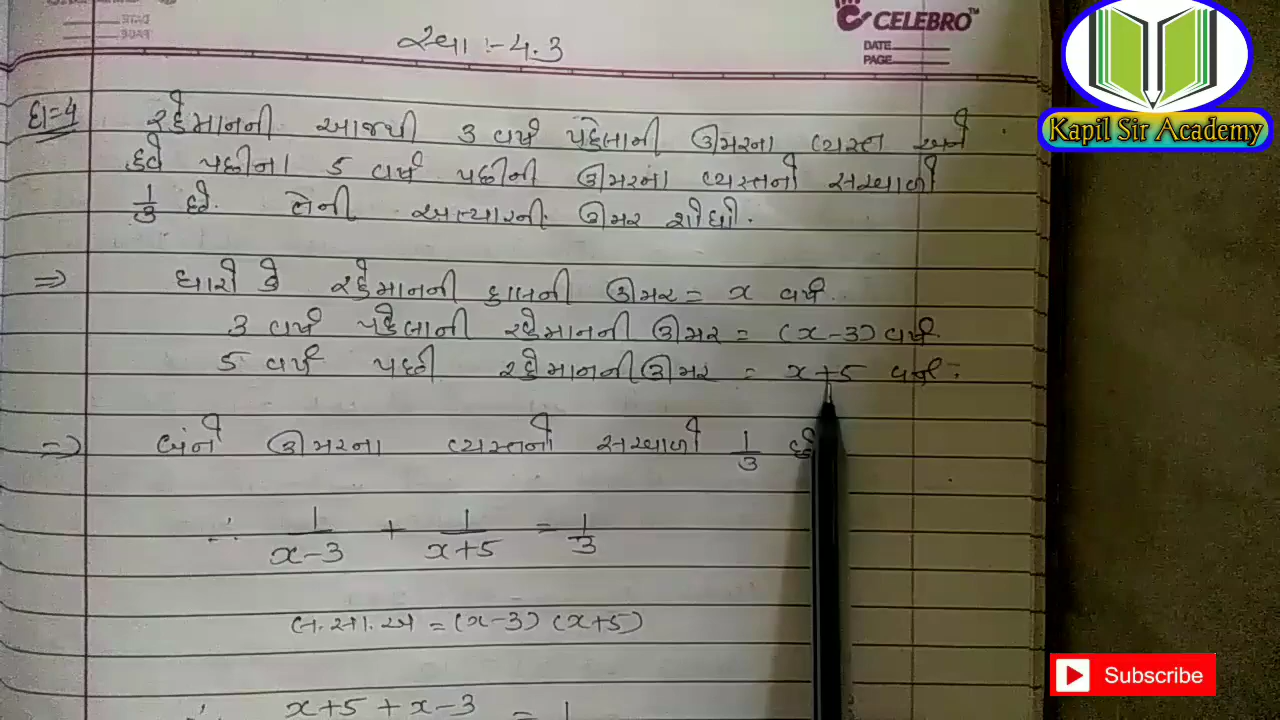 CELEBRO™
DATE
PAGE
સ્વા :- 4.3
Kapil Sir Academy
દા=4 રહેમાનની આજથી 3 વર્ષ પહેલાની ઉંમરના વ્યસ્ત અને
હવે પછીના 5 વર્ષ પછીની ઉંમરના વ્યસ્તનો સરવાળો
1/3 છે. તેની અત્યારની ઉંમર શોધો.
⇒ ધારો કે રહેમાનની હાલની ઉંમર = x વર્ષ.
3 વર્ષ પહેલાની રહેમાનની ઉંમર = (x-3) વર્ષ.
5 વર્ષ પછી રહેમાનની ઉંમર = x+5 વર્ષ.
⇒ બંને ઉંમરના વ્યસ્તનો સરવાળો 1/3 છે
∴ 1/(x-3) + 1/(x+5) = 1/3
લ.સા.અ = (x-3) (x+5)
∴ x+5 + x-3 = 1
Subscribe